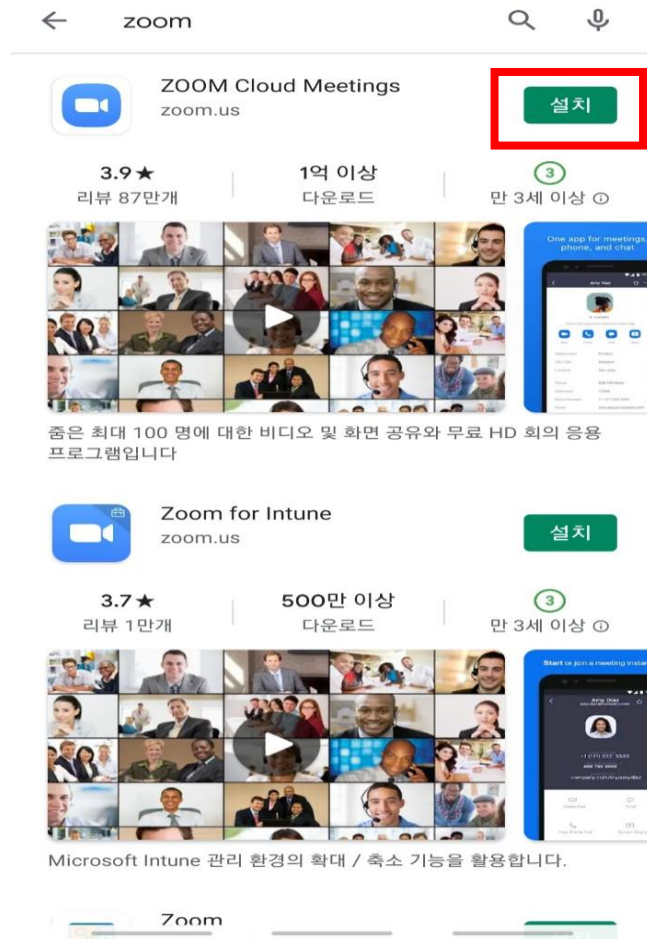 zoom
ZOOM Cloud Meetings
zoom.us
설치
3.9★
1억 이상
3
리뷰 87만개
다운로드
만 3세 이상
One app for meetings,
phone, and chat
줌은 최대 100 명에 대한 비디오 및 화면 공유와 무료 HD 회의 응용
프로그램입니다
Zoom for Intune
zoom.us
설치
3.7★
500만 이상
3
리뷰 1만개
다운로드
만 3세 이상
Start or join a meeting
Amy Diaz
Microsoft Intune 관리 환경의 확대 / 축소 기능을 활용합니다.
Zoom